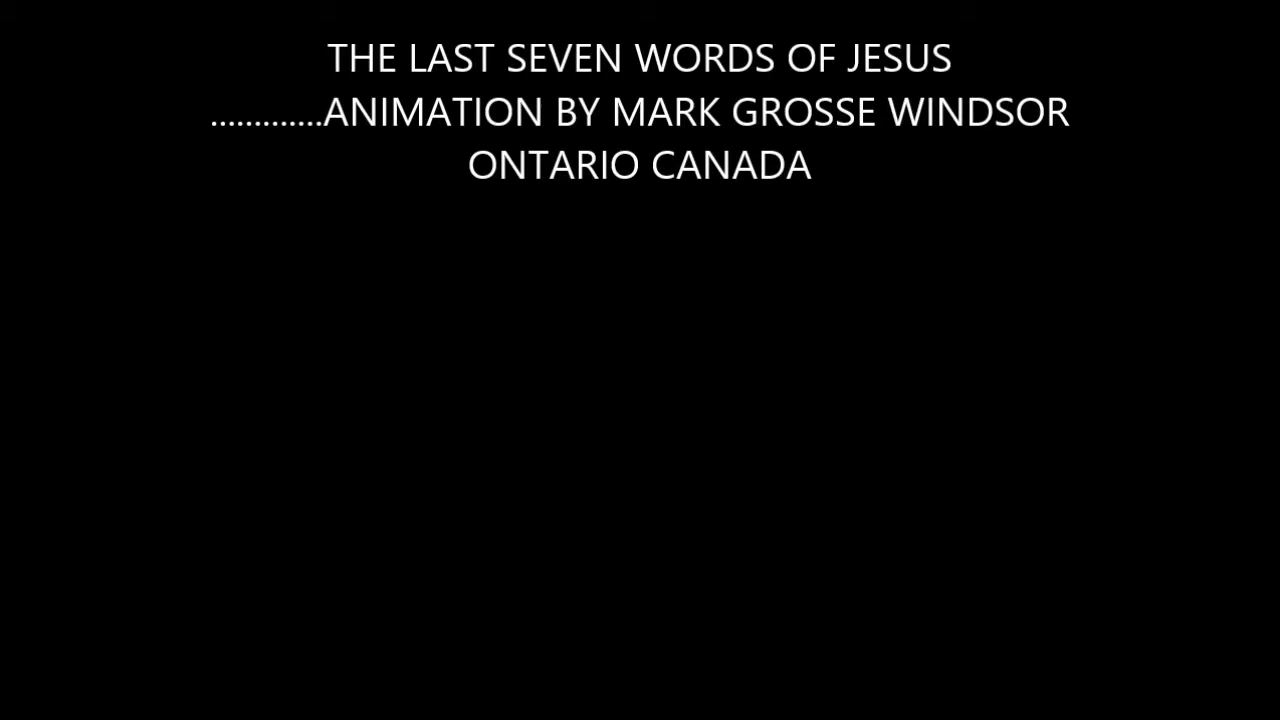 THE LAST SEVEN WORDS OF JESUS
.............ANIMATION BY MARK GROSSE WINDSOR
ONTARIO CANADA